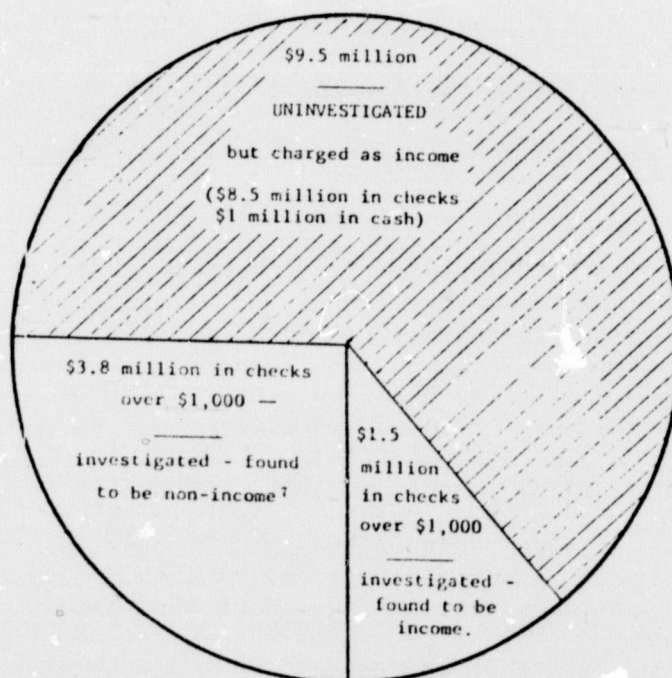 $9.5 million
UNINVESTIGATED
but charged as income
($8.5 million in checks
$1 million in cash)
$3.8 million in checks
over $1,000 —
investigated - found
to be non-income⁷
$1.5
million
in checks
over $1,000
investigated -
found to be
income.